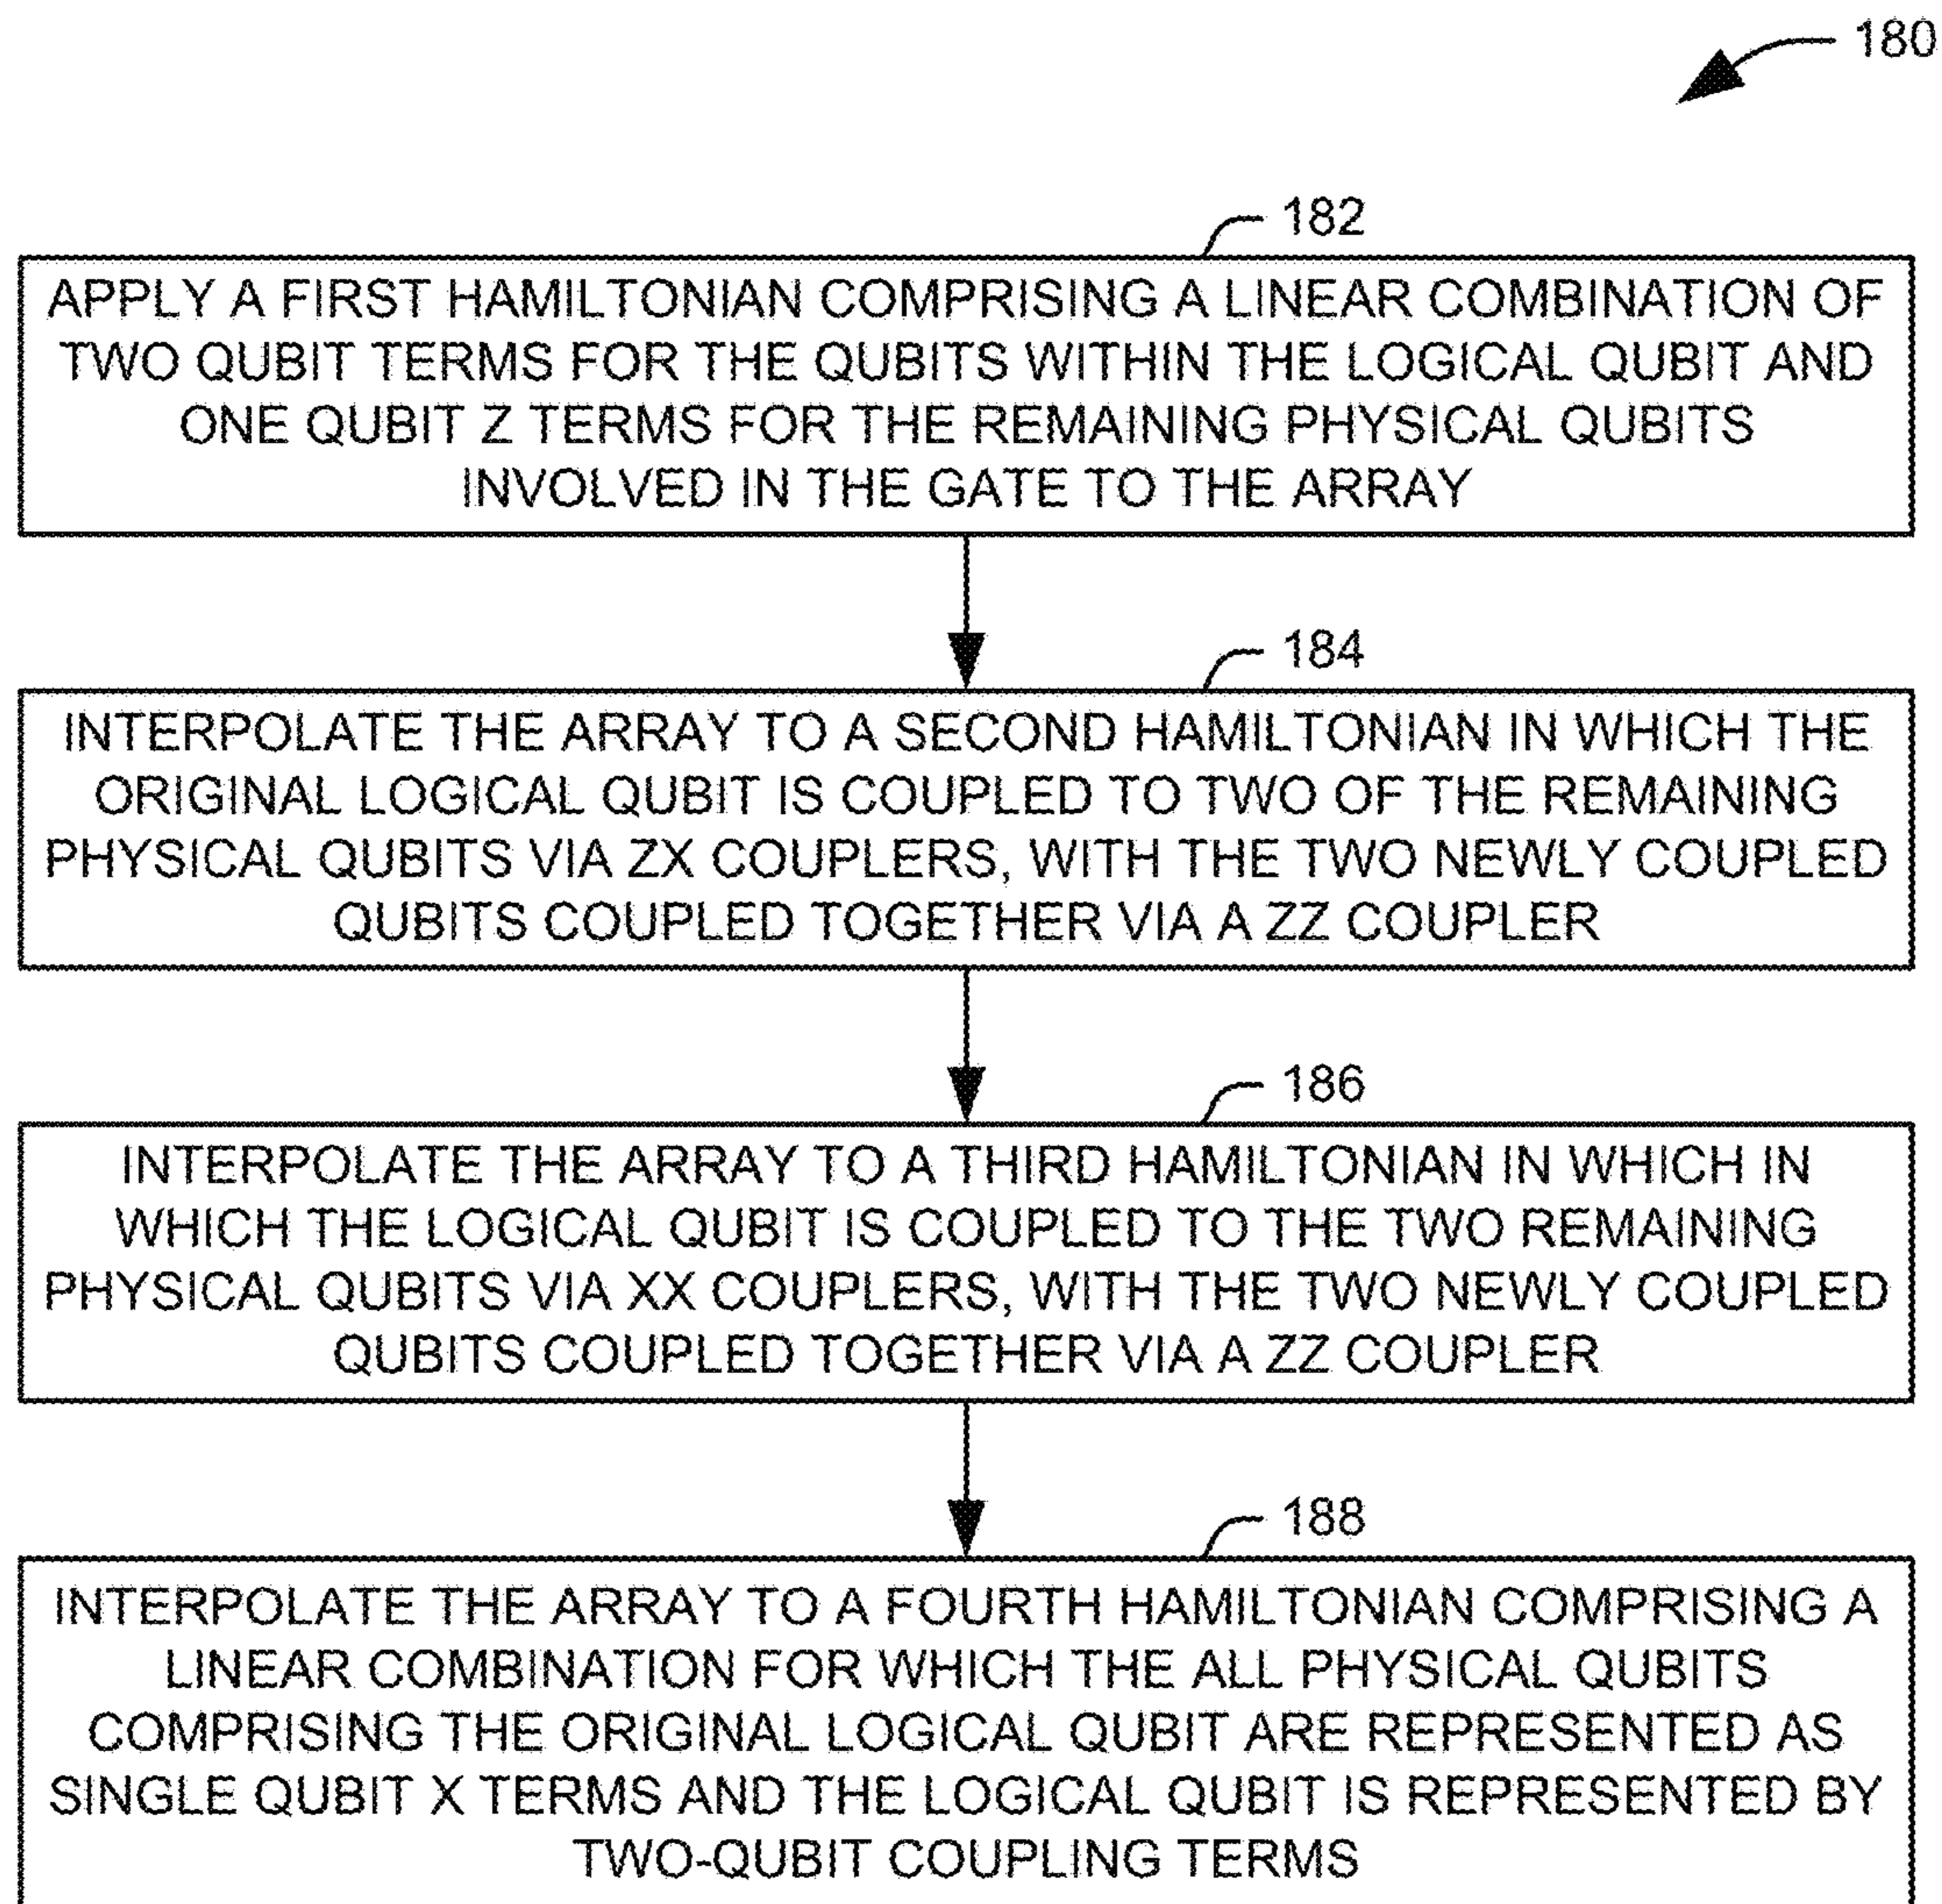 180
182
APPLY A FIRST HAMILTONIAN COMPRISING A LINEAR COMBINATION OF
TWO QUBIT TERMS FOR THE QUBITS WITHIN THE LOGICAL QUBIT AND
ONE QUBIT Z TERMS FOR THE REMAINING PHYSICAL QUBITS
INVOLVED IN THE GATE TO THE ARRAY
184
INTERPOLATE THE ARRAY TO A SECOND HAMILTONIAN IN WHICH THE
ORIGINAL LOGICAL QUBIT IS COUPLED TO TWO OF THE REMAINING
PHYSICAL QUBITS VIA ZX COUPLERS, WITH THE TWO NEWLY COUPLED
QUBITS COUPLED TOGETHER VIA A ZZ COUPLER
186
INTERPOLATE THE ARRAY TO A THIRD HAMILTONIAN IN WHICH IN
WHICH THE LOGICAL QUBIT IS COUPLED TO THE TWO REMAINING
PHYSICAL QUBITS VIA XX COUPLERS, WITH THE TWO NEWLY COUPLED
QUBITS COUPLED TOGETHER VIA A ZZ COUPLER
188
INTERPOLATE THE ARRAY TO A FOURTH HAMILTONIAN COMPRISING A
LINEAR COMBINATION FOR WHICH THE ALL PHYSICAL QUBITS
COMPRISING THE ORIGINAL LOGICAL QUBIT ARE REPRESENTED AS
SINGLE QUBIT X TERMS AND THE LOGICAL QUBIT IS REPRESENTED BY
TWO-QUBIT COUPLING TERMS